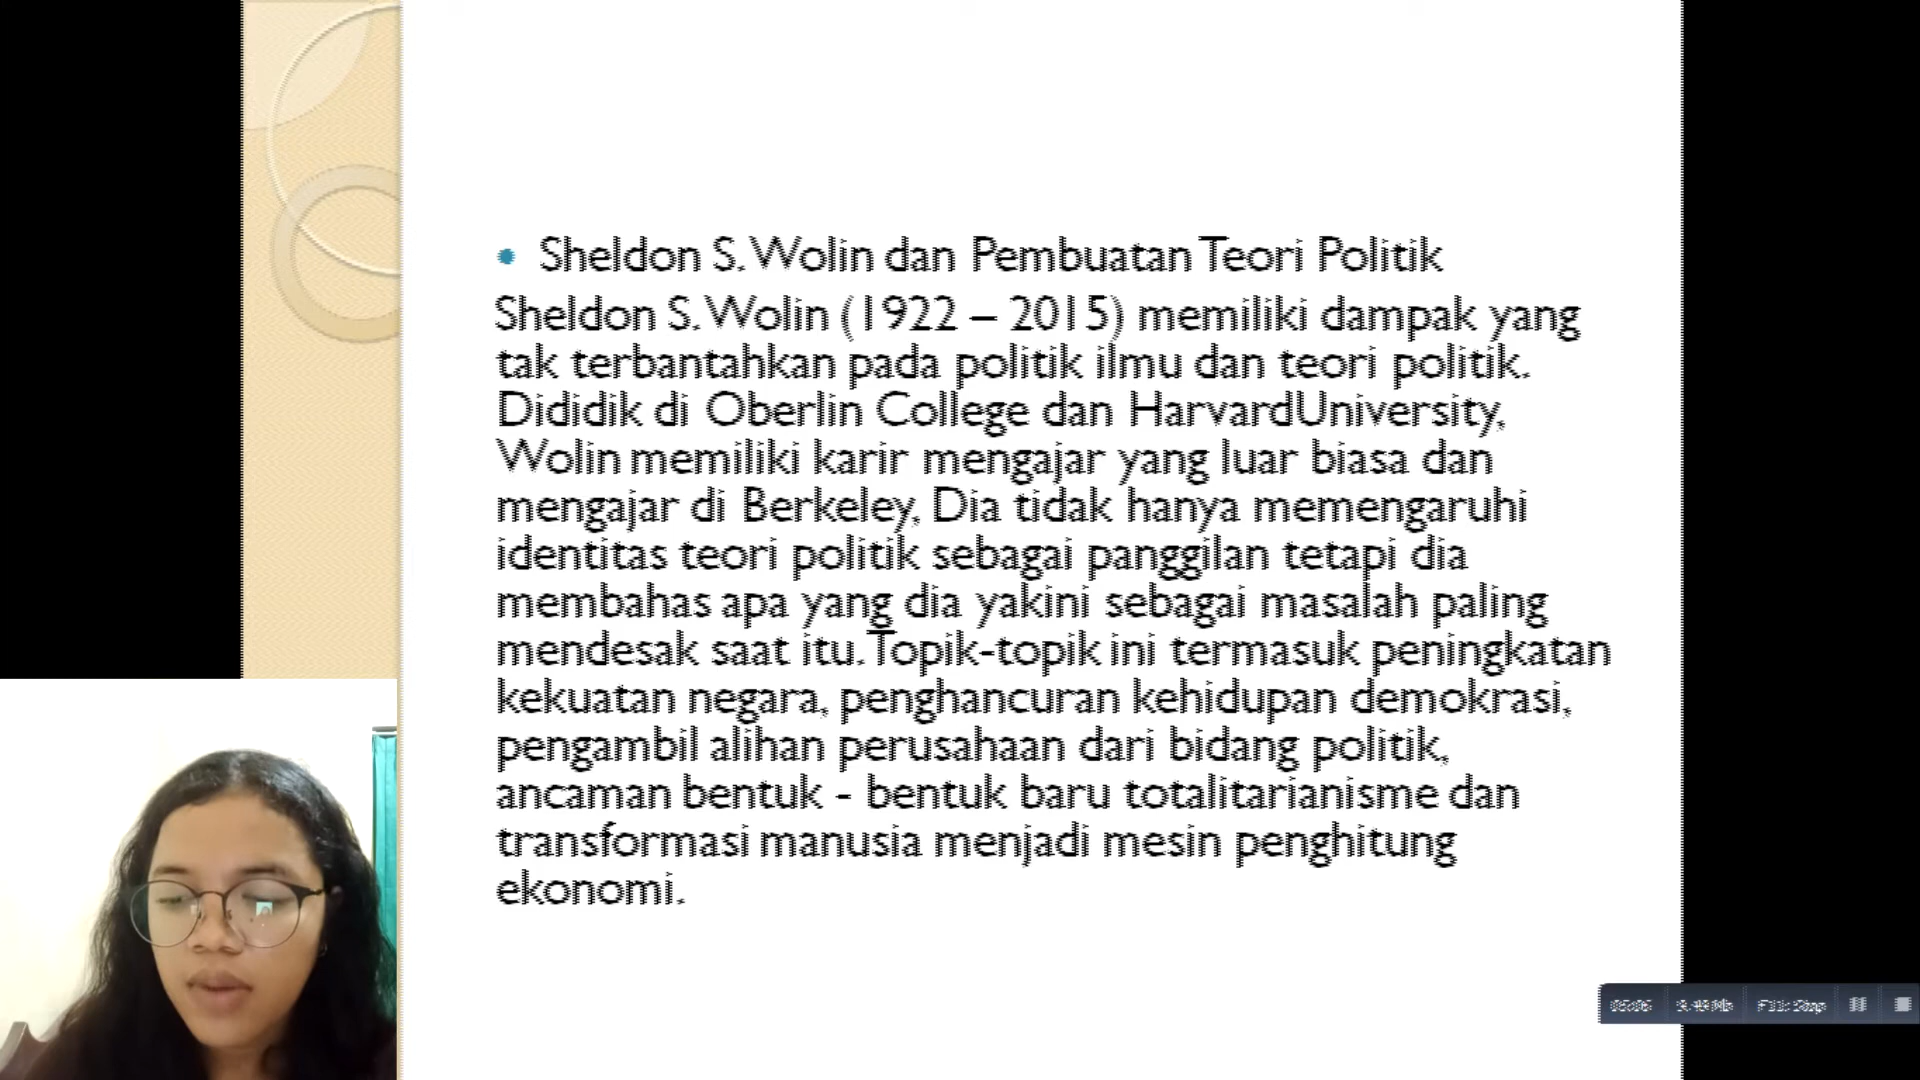 Sheldon S. Wolin dan Pembuatan Teori Politik
Sheldon S. Wolin (1922 – 2015) memiliki dampak yang
tak terbantahkan pada politik ilmu dan teori politik.
Dididik di Oberlin College dan HarvardUniversity,
Wolin memiliki karir mengajar yang luar biasa dan
mengajar di Berkeley, Dia tidak hanya memengaruhi
identitas teori politik sebagai panggilan tetapi dia
membahas apa yang dia yakini sebagai masalah paling
mendesak saat itu. Topik-topik ini termasuk peningkatan
kekuatan negara, penghancuran kehidupan demokrasi,
pengambil alihan perusahaan dari bidang politik,
ancaman bentuk - bentuk baru totalitarianisme dan
transformasi manusia menjadi mesin penghitung
ekonomi.